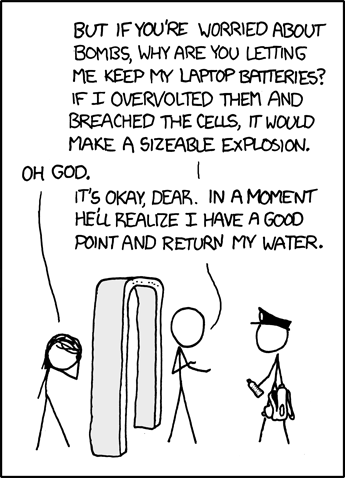 BUT IF YOU'RE WORRIED ABOUT
BOMBS, WHY ARE YOU LETTING
ME KEEP MY LAPTOP BATTERIES?
IF I OVERVOLTED THEM AND
BREACHED THE CELLS, IT WOULD
MAKE A SIZEABLE EXPLOSION.
OH GOD.
IT'S OKAY, DEAR. IN A MOMENT
HE'LL REALIZE I HAVE A GOOD
POINT AND RETURN MY WATER.